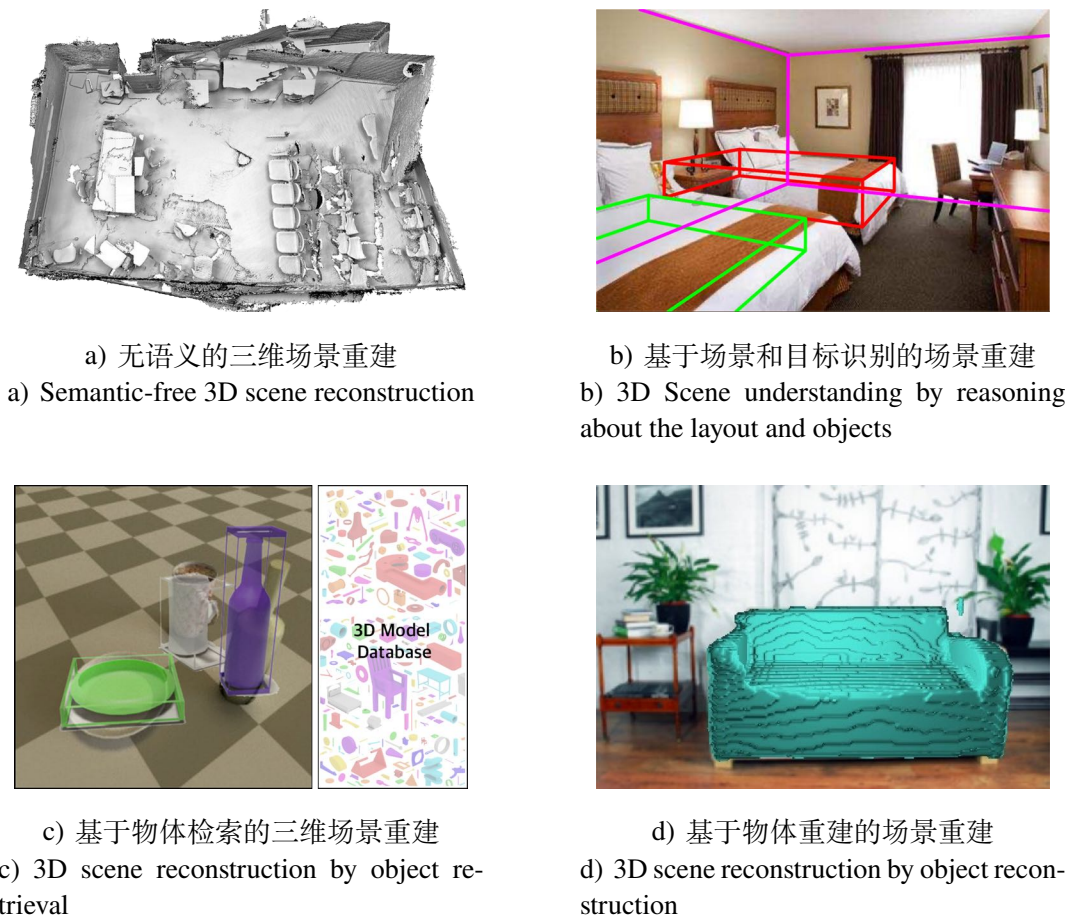 a) 无语义的三维场景重建
a) Semantic-free 3D scene reconstruction
b) 基于场景和目标识别的场景重建
b) 3D Scene understanding by reasoning
about the layout and objects
3D Model
Database
c) 基于物体检索的三维场景重建
c) 3D scene reconstruction by object re-
trieval
d) 基于物体重建的场景重建
d) 3D scene reconstruction by object recon-
struction